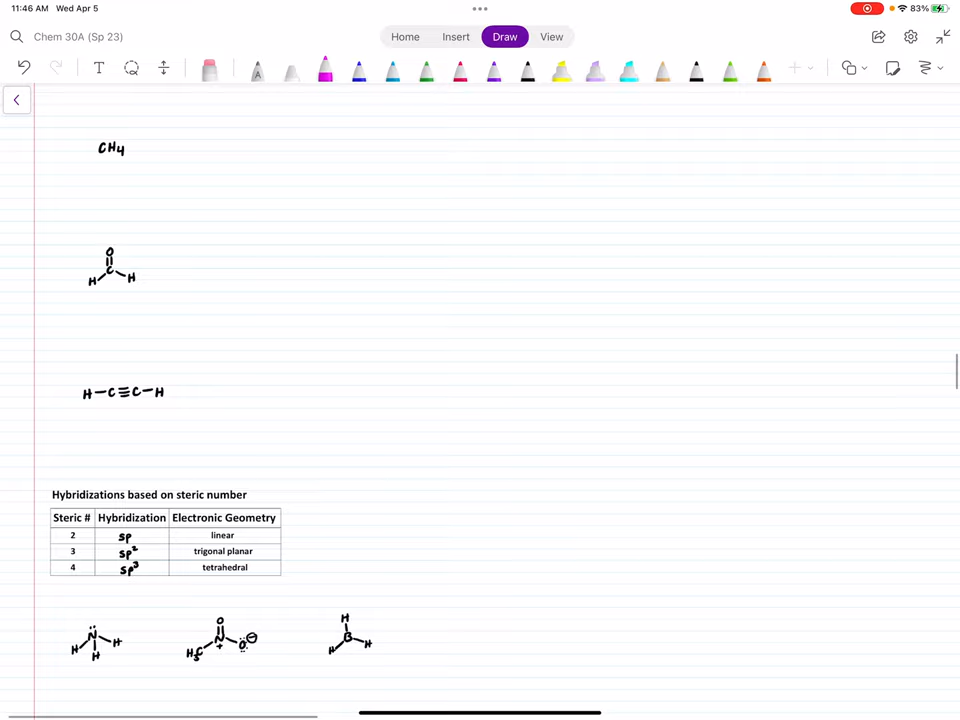 11:46 AM Wed Apr 5
83%
Chem 30A (Sp 23)
Home Insert Draw View
T
A
CH4
O
C
H H
H-C≡C-H
Hybridizations based on steric number
Steric # Hybridization Electronic Geometry
2 sp linear
3 sp² trigonal planar
4 sp³ tetrahedral
N
H H
H
O
N
+
H3C O ⊖
H
B
H H